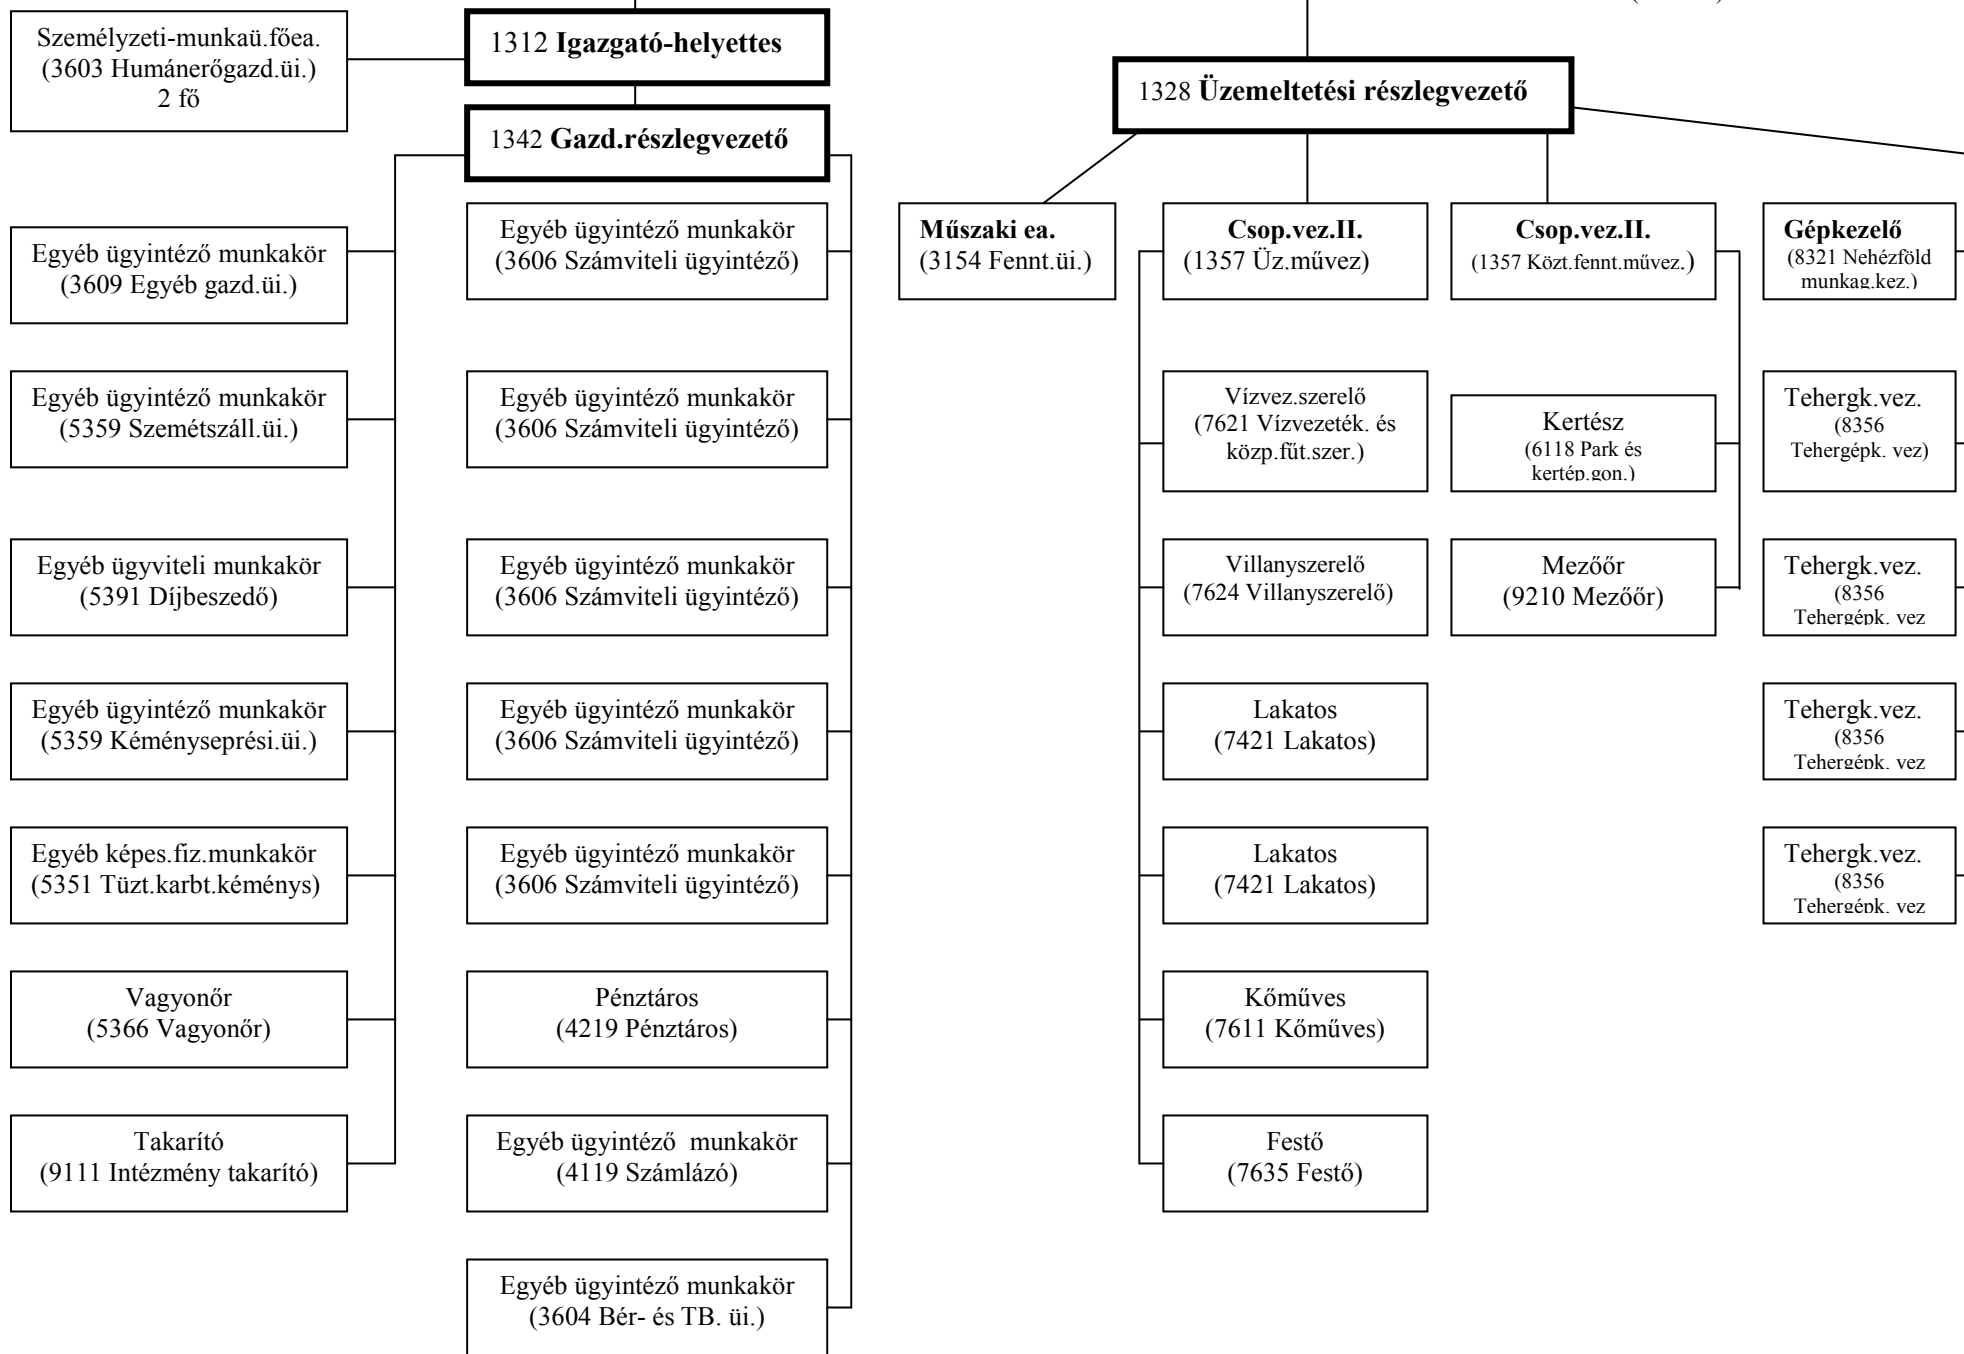 Személyzeti-munkaü.főea.
(3603 Humánerőgazd.üi.)
2 fő
1312 Igazgató-helyettes
1342 Gazd.részlegvezető
1328 Üzemeltetési részlegvezető
Egyéb ügyintéző munkakör
(3609 Egyéb gazd.üi.)
Egyéb ügyintéző munkakör
(5359 Szemétszáll.üi.)
Egyéb ügyviteli munkakör
(5391 Díjbeszedő)
Egyéb ügyintéző munkakör
(5359 Kéményseprési.üi.)
Egyéb képes.fiz.munkakör
(5351 Tüzt.karbt.kéménys)
Vagyonőr
(5366 Vagyonőr)
Takarító
(9111 Intézmény takarító)
Egyéb ügyintéző munkakör
(3606 Számviteli ügyintéző)
Egyéb ügyintéző munkakör
(3606 Számviteli ügyintéző)
Egyéb ügyintéző munkakör
(3606 Számviteli ügyintéző)
Egyéb ügyintéző munkakör
(3606 Számviteli ügyintéző)
Egyéb ügyintéző munkakör
(3606 Számviteli ügyintéző)
Pénztáros
(4219 Pénztáros)
Egyéb ügyintéző munkakör
(4119 Számlázó)
Egyéb ügyintéző munkakör
(3604 Bér- és TB. üi.)
Műszaki ea.
(3154 Fennt.üi.)
Csop.vez.II.
(1357 Üz.művez)
Vízvez.szerelő
(7621 Vízvezeték. és
közp.fűt.szer.)
Villanyszerelő
(7624 Villanyszerelő)
Lakatos
(7421 Lakatos)
Lakatos
(7421 Lakatos)
Kőműves
(7611 Kőműves)
Festő
(7635 Festő)
Csop.vez.II.
(1357 Közt.fennt.művez.)
Kertész
(6118 Park és
kertép.gon.)
Mezőőr
(9210 Mezőőr)
Gépkezelő
(8321 Nehézföld
munkag.kez.)
Tehergk.vez.
(8356
Tehergépk. vez)
Tehergk.vez.
(8356
Tehergépk. vez
Tehergk.vez.
(8356
Tehergépk. vez
Tehergk.vez.
(8356
Tehergépk. vez